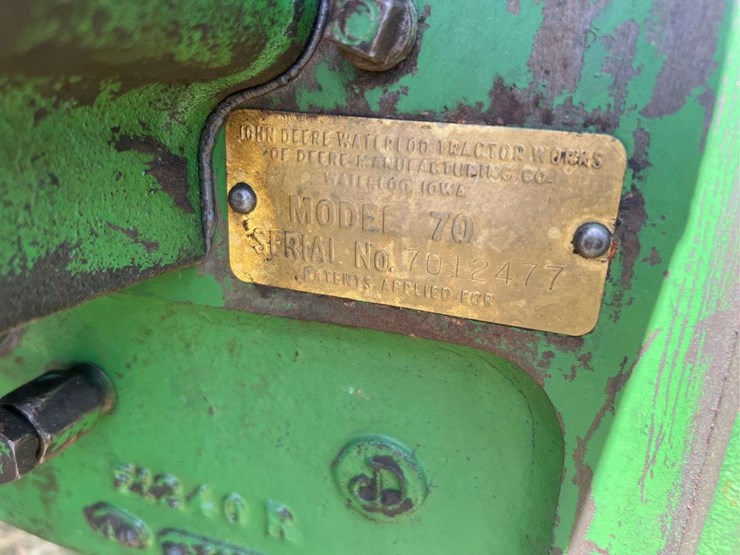 JOHN DEERE WATERLOO TRACTOR WORKS
OF DEERE MANUFACTURING CO.
WATERLOO, IOWA
MODEL 70
SERIAL No. 7012477
PATENTS APPLIED FOR
JD